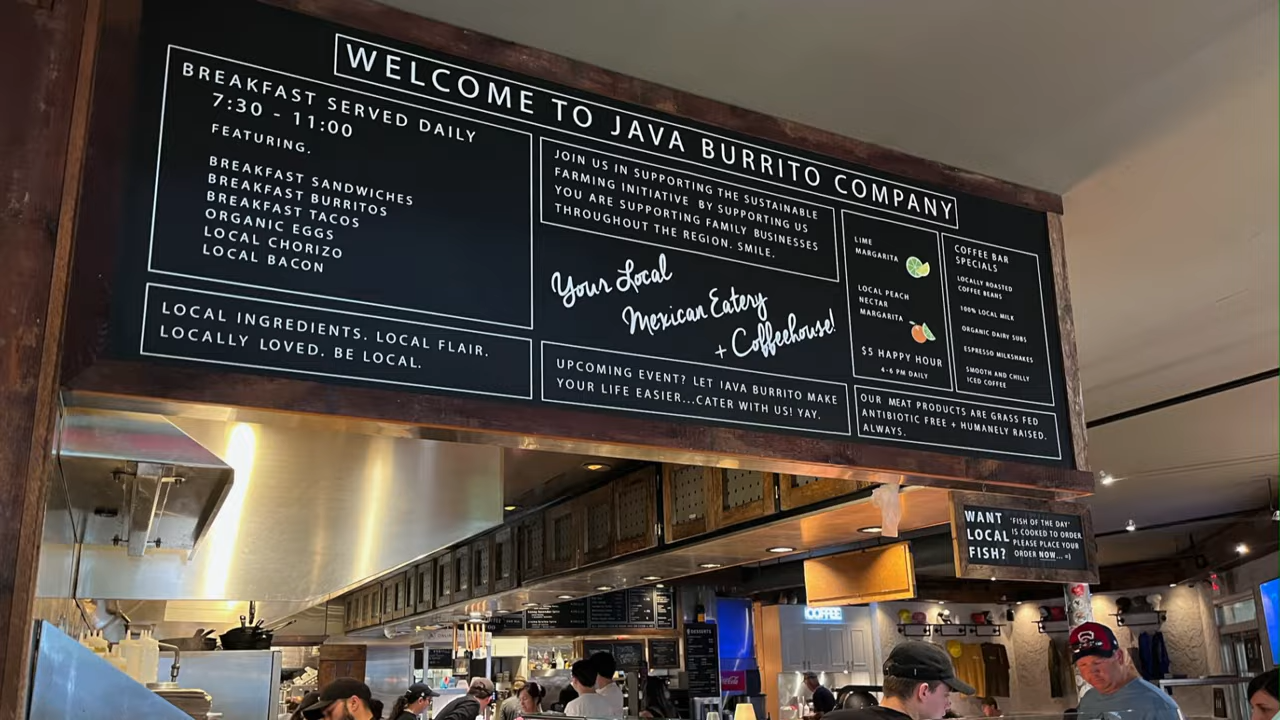 WELCOME TO JAVA BURRITO COMPANY
BREAKFAST SERVED DAILY
7:30 - 11:00
FEATURING.
BREAKFAST SANDWICHES
BREAKFAST BURRITOS
BREAKFAST TACOS
ORGANIC EGGS
LOCAL CHORIZO
LOCAL BACON
LOCAL INGREDIENTS. LOCAL FLAIR.
LOCALLY LOVED. BE LOCAL.
JOIN US IN SUPPORTING THE SUSTAINABLE
FARMING INITIATIVE BY SUPPORTING US
YOU ARE SUPPORTING FAMILY BUSINESSES
THROUGHOUT THE REGION. SMILE.
Your Local
Mexican Eatery
+ Coffeehouse!
UPCOMING EVENT? LET JAVA BURRITO MAKE
YOUR LIFE EASIER...CATER WITH US! YAY.
LIME
MARGARITA
LOCAL PEACH
NECTAR
MARGARITA
$5 HAPPY HOUR
4-6 PM DAILY
COFFEE BAR
SPECIALS
LOCALLY ROASTED
COFFEE BEANS
100% LOCAL MILK
ORGANIC DAIRY SUBS
ESPRESSO MILKSHAKES
SMOOTH AND CHILLY
ICED COFFEE
OUR MEAT PRODUCTS ARE GRASS FED
ANTIBIOTIC FREE + HUMANELY RAISED.
ALWAYS.
WANT
LOCAL
FISH?
'FISH OF THE DAY'
IS COOKED TO ORDER
PLEASE PLACE YOUR
ORDER NOW... =)
COFFEE
DESSERTS
Coca-Cola